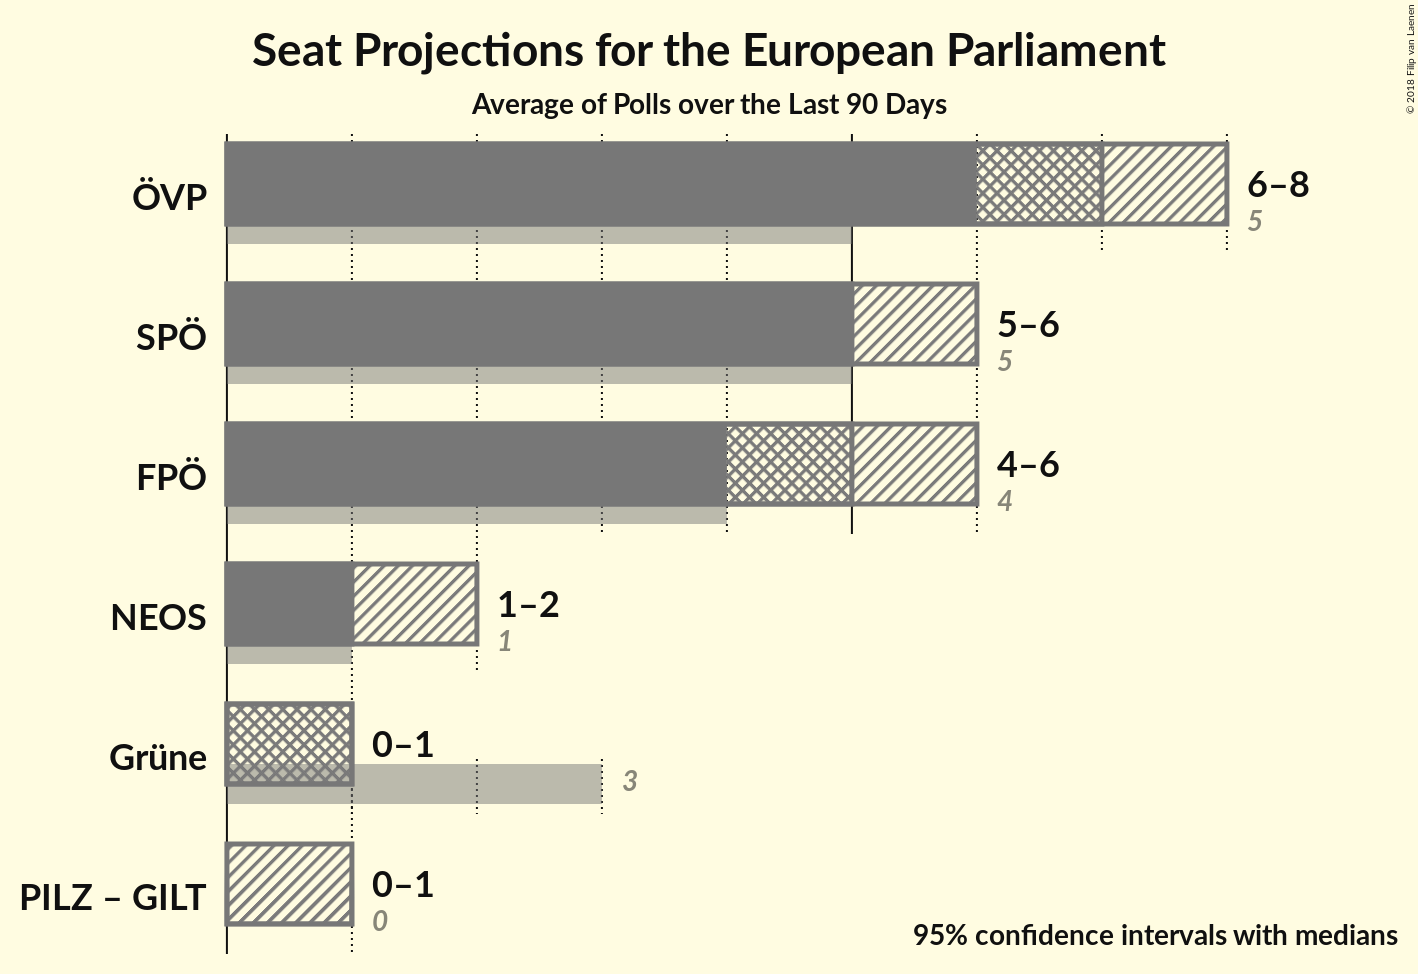 Seat Projections for the European Parliament
Average of Polls over the Last 90 Days
© 2018 Filip van Laenen
ÖVP
6–8
5
SPÖ
5–6
5
FPÖ
4–6
4
NEOS
1–2
1
Grüne
0–1
3
PILZ – GILT
0–1
0
95% confidence intervals with medians